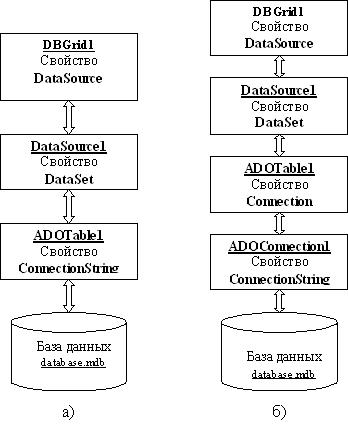 DBGrid1
Свойство
DataSource
DataSource1
Свойство
DataSet
ADOTable1
Свойство
ConnectionString
База данных
database.mdb
а)
DBGrid1
Свойство
DataSource
DataSource1
Свойство
DataSet
ADOTable1
Свойство
Connection
ADOConnection1
Свойство
ConnectionString
База данных
database.mdb
б)